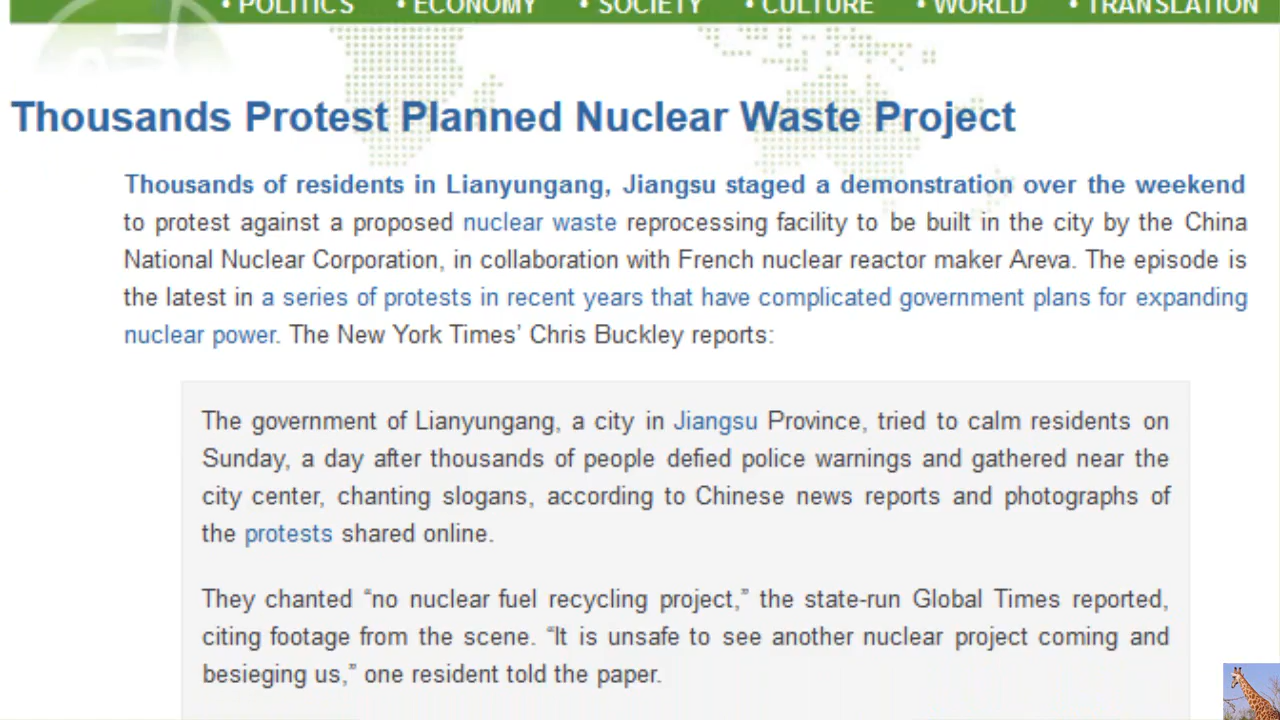 • POLITICS • ECONOMY • SOCIETY • CULTURE • WORLD • TRANSLATION
Thousands Protest Planned Nuclear Waste Project
Thousands of residents in Lianyungang, Jiangsu staged a demonstration over the weekend
to protest against a proposed nuclear waste reprocessing facility to be built in the city by the China
National Nuclear Corporation, in collaboration with French nuclear reactor maker Areva. The episode is
the latest in a series of protests in recent years that have complicated government plans for expanding
nuclear power. The New York Times’ Chris Buckley reports:
The government of Lianyungang, a city in Jiangsu Province, tried to calm residents on
Sunday, a day after thousands of people defied police warnings and gathered near the
city center, chanting slogans, according to Chinese news reports and photographs of
the protests shared online.
They chanted “no nuclear fuel recycling project,” the state-run Global Times reported,
citing footage from the scene. “It is unsafe to see another nuclear project coming and
besieging us,” one resident told the paper.